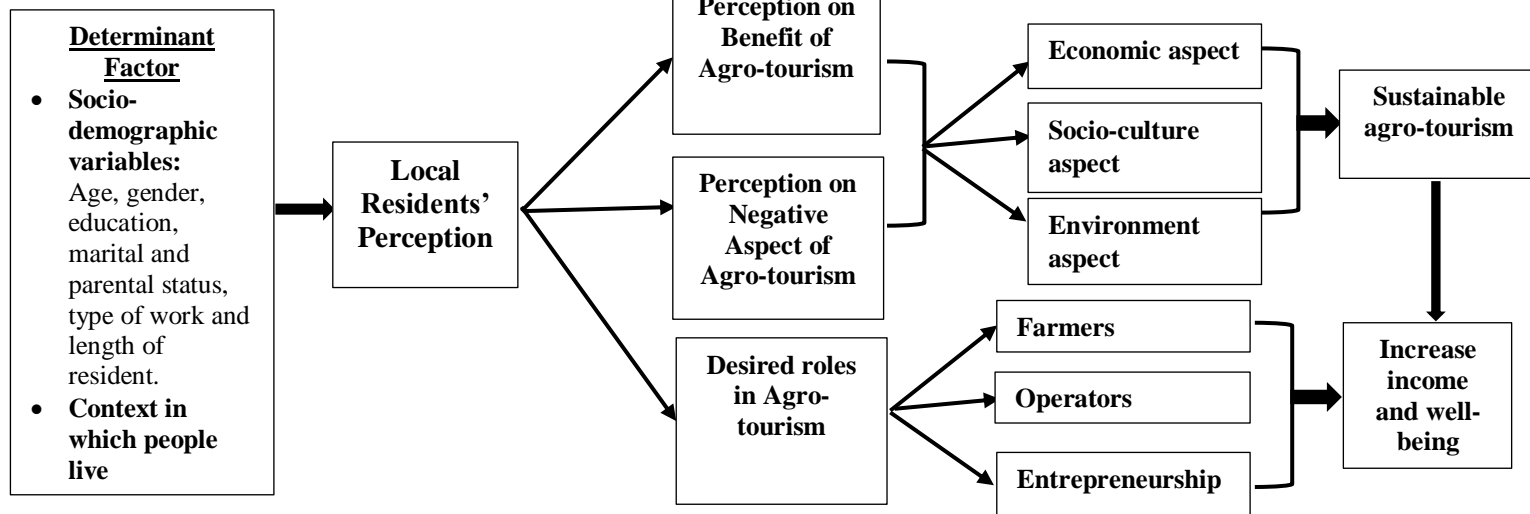 Determinant
Factor
• Socio-
demographic
variables:
Age, gender,
education,
marital and
parental status,
type of work and
length of
resident.
• Context in
which people
live
Local
Residents’
Perception
Perception on
Benefit of
Agro-tourism
Perception on
Negative
Aspect of
Agro-tourism
Desired roles
in Agro-
tourism
Economic aspect
Socio-culture
aspect
Environment
aspect
Farmers
Operators
Entrepreneurship
Sustainable
agro-tourism
Increase
income
and well-
being